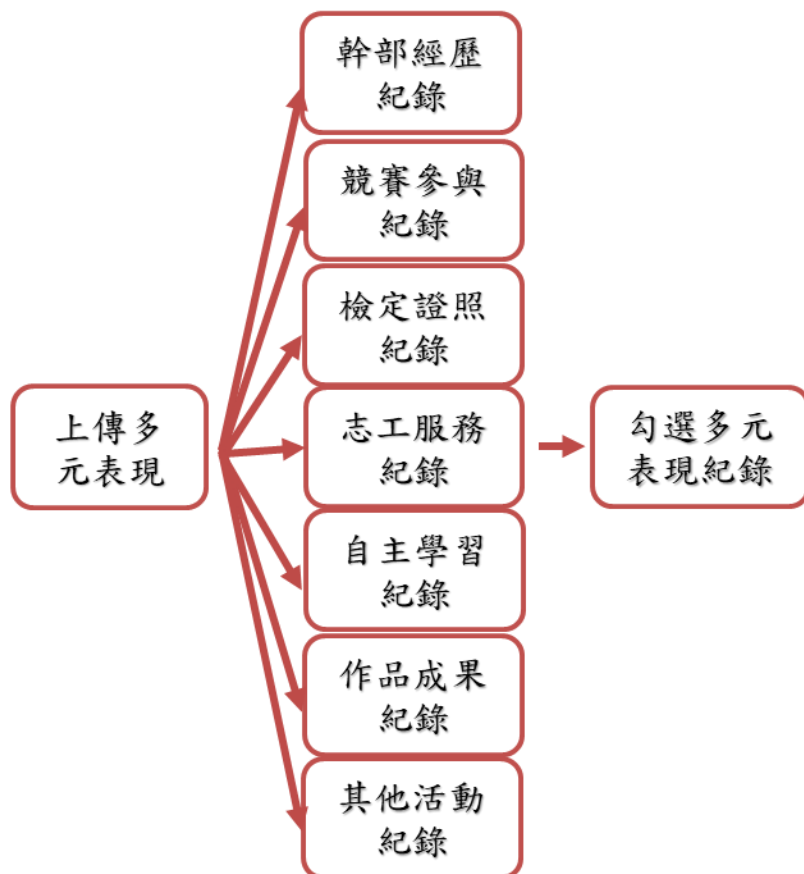 幹部經歷
紀錄
競賽參與
紀錄
檢定證照
紀錄
上傳多
元表現
志工服務
紀錄
勾選多元
表現紀錄
自主學習
紀錄
作品成果
紀錄
其他活動
紀錄